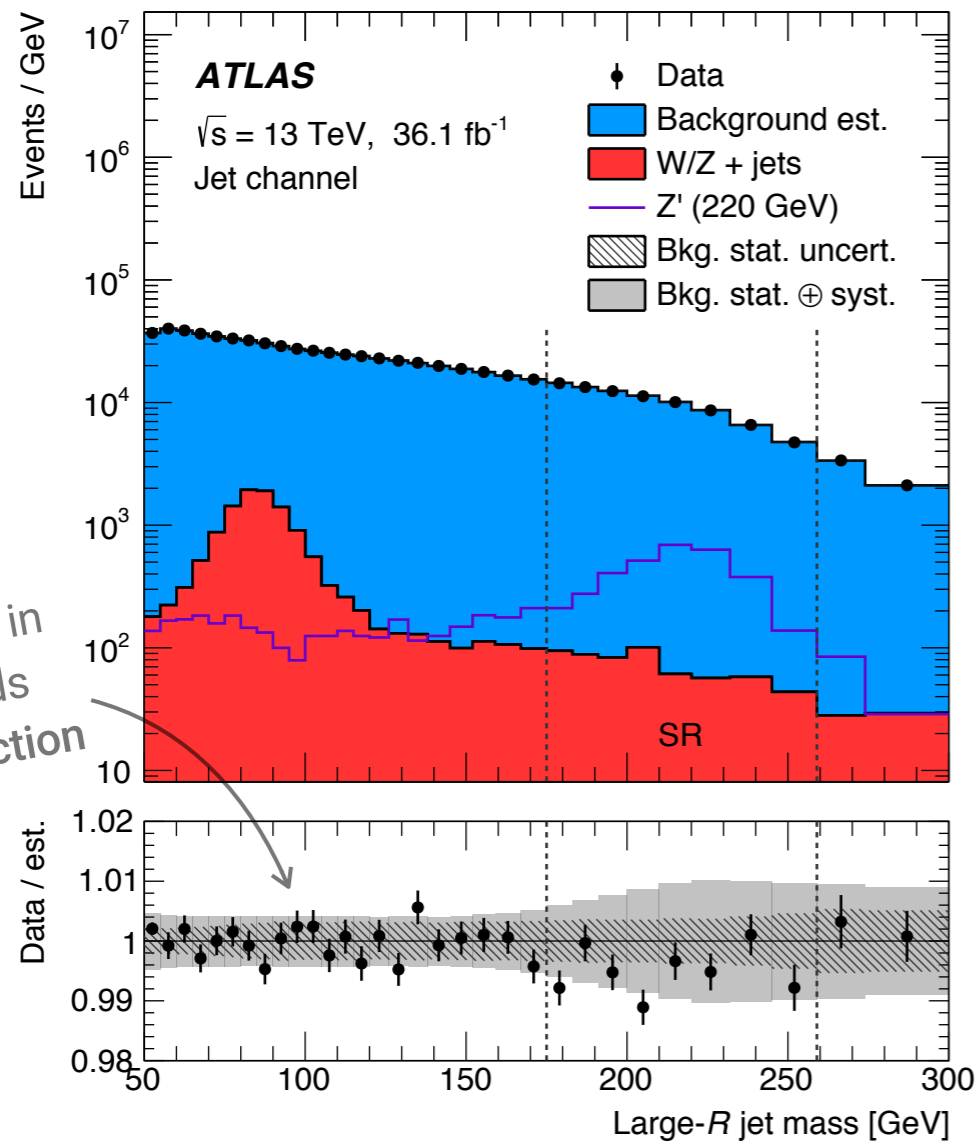 Events / GeV
10⁷
10⁶
10⁵
10⁴
10³
10²
10
ATLAS
√s = 13 TeV, 36.1 fb⁻¹
Jet channel
Data
Background est.
W/Z + jets
Z' (220 GeV)
Bkg. stat. uncert.
Bkg. stat. ⊕ syst.
in
SR
Data / est.
1.02
1.01
1
0.99
0.98
50 100 150 200 250 300
Large-R jet mass [GeV]